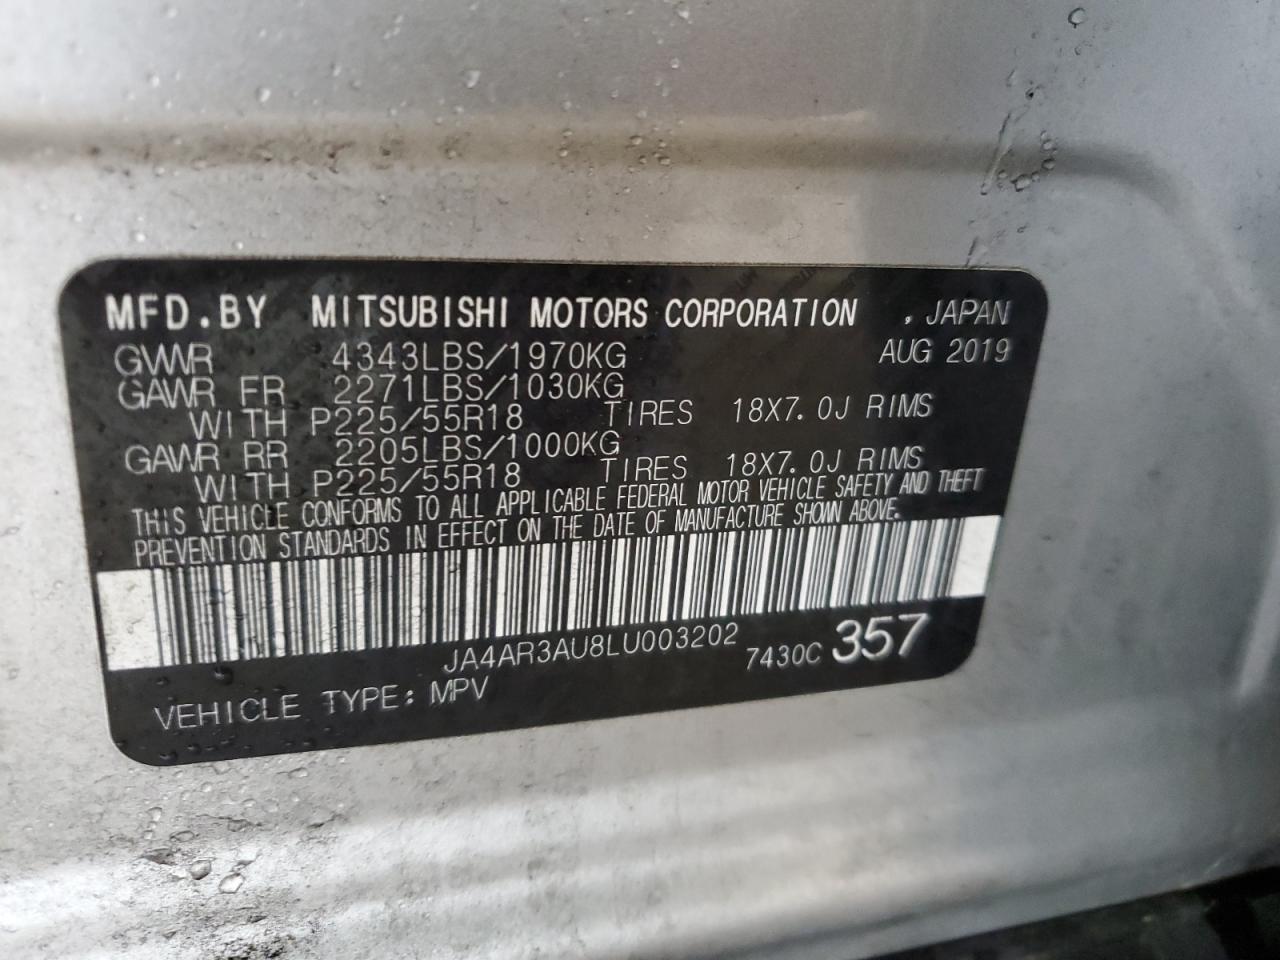 MFD.BY MITSUBISHI MOTORS CORPORATION , JAPAN
GVWR 4343LBS/1970KG AUG 2019
GAWR FR 2271LBS/1030KG
WITH P225/55R18 TIRES 18X7.0J RIMS
GAWR RR 2205LBS/1000KG
WITH P225/55R18 TIRES 18X7.0J RIMS
THIS VEHICLE CONFORMS TO ALL APPLICABLE FEDERAL MOTOR VEHICLE SAFETY AND THEFT
PREVENTION STANDARDS IN EFFECT ON THE DATE OF MANUFACTURE SHOWN ABOVE.
JA4AR3AU8LU003202 7430C 357
VEHICLE TYPE: MPV